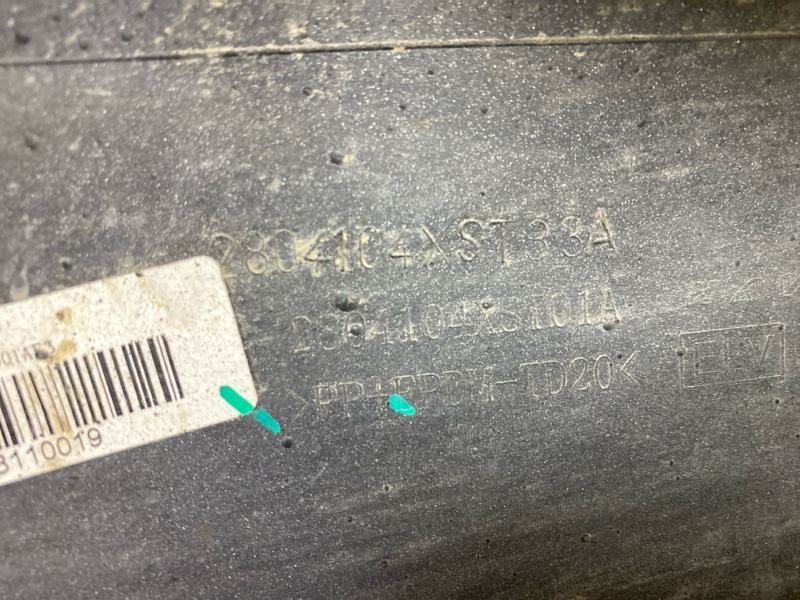 2804104XST33A
2804104XST01A
>PP+EPDM-TD20<
ELV
3110019